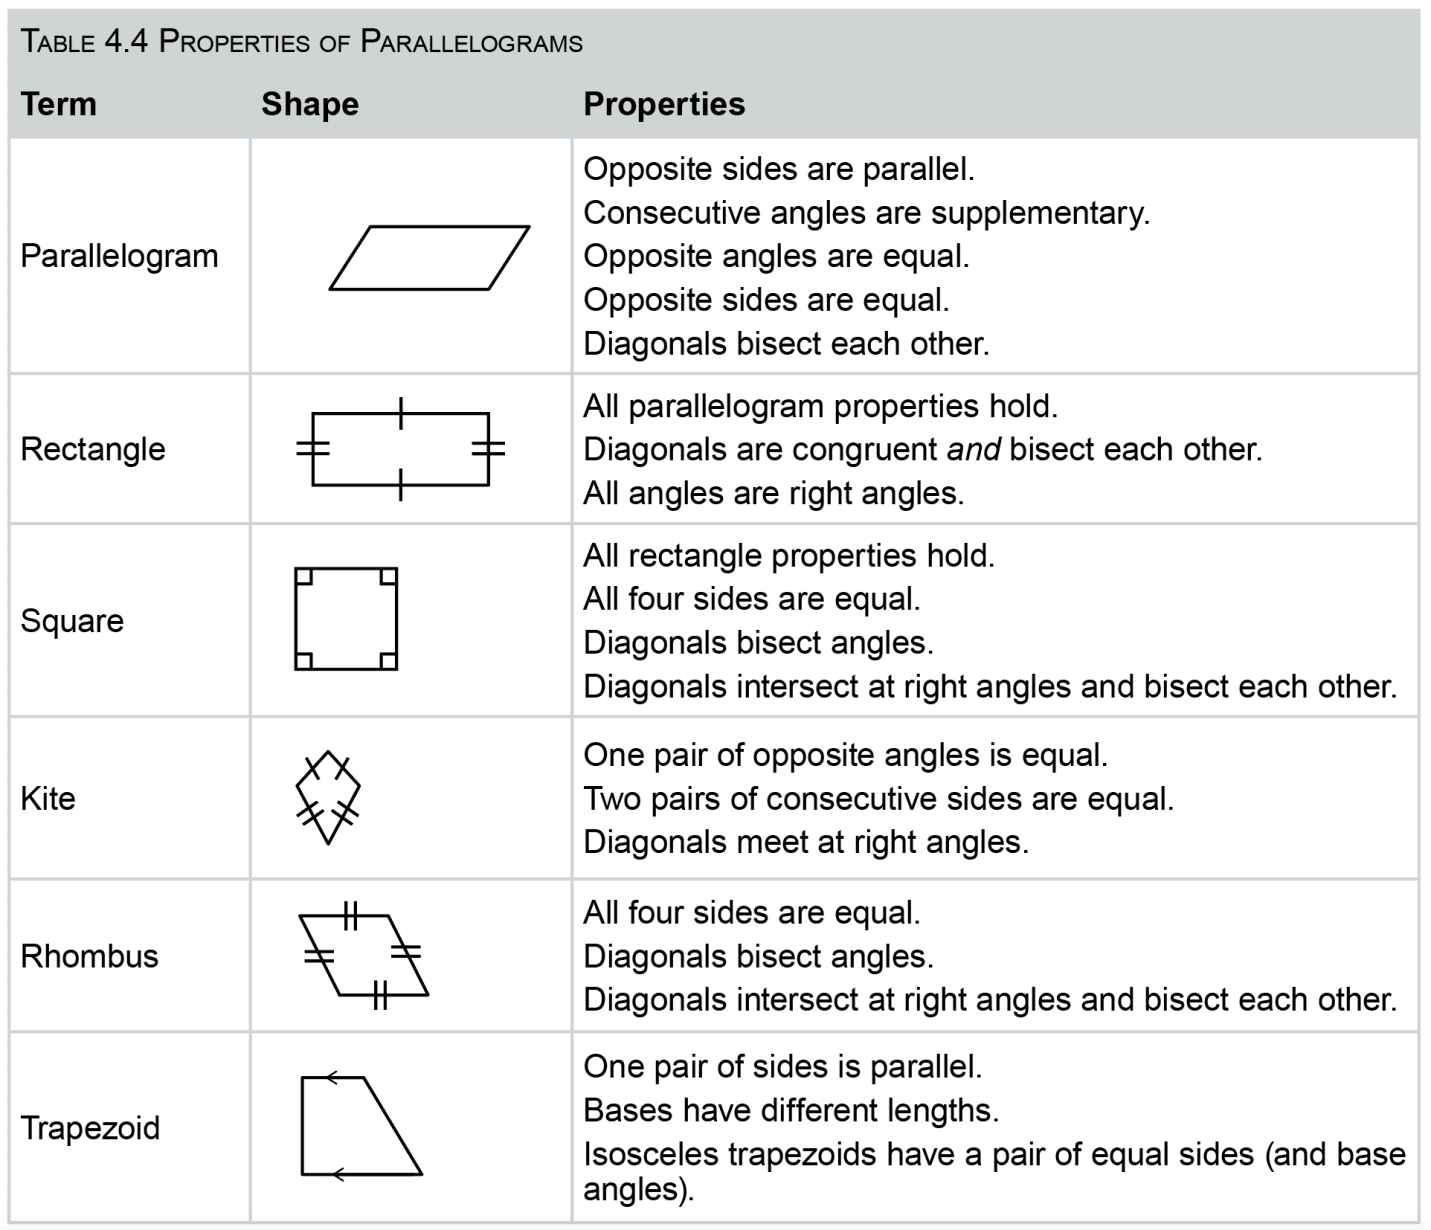 TABLE 4.4 PROPERTIES OF PARALLELOGRAMS
Term Shape Properties
Parallelogram
Opposite sides are parallel.
Consecutive angles are supplementary.
Opposite angles are equal.
Opposite sides are equal.
Diagonals bisect each other.
Rectangle
All parallelogram properties hold.
Diagonals are congruent and bisect each other.
All angles are right angles.
Square
All rectangle properties hold.
All four sides are equal.
Diagonals bisect angles.
Diagonals intersect at right angles and bisect each other.
Kite
One pair of opposite angles is equal.
Two pairs of consecutive sides are equal.
Diagonals meet at right angles.
Rhombus
All four sides are equal.
Diagonals bisect angles.
Diagonals intersect at right angles and bisect each other.
Trapezoid
One pair of sides is parallel.
Bases have different lengths.
Isosceles trapezoids have a pair of equal sides (and base
angles).